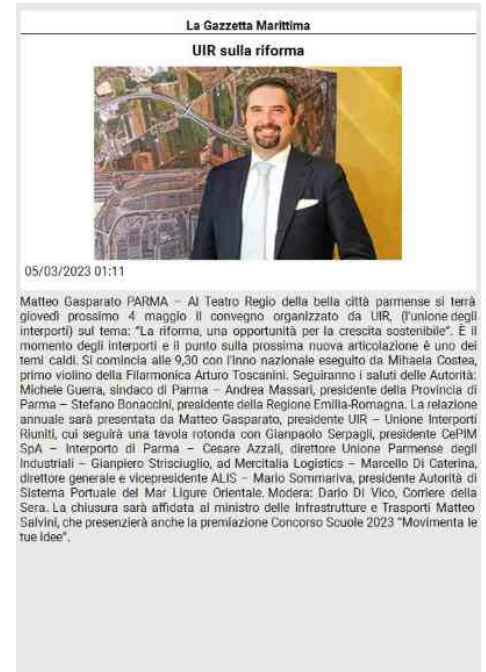 La Gazzetta Marittima
UIR sulla riforma
05/03/2023 01:11
Matteo Gasparato PARMA – Al Teatro Regio della bella città parmense si terrà
giovedì prossimo 4 maggio il convegno organizzato da UIR, (l'unione degli
interporti) sul tema: "La riforma, una opportunità per la crescita sostenibile". È il
momento degli interporti e il punto sulla prossima nuova articolazione è uno dei
temi caldi. Si comincia alle 9,30 con l'inno nazionale eseguito da Mihaela Costea,
primo violino della Filarmonica Arturo Toscanini. Seguiranno i saluti delle Autorità:
Michele Guerra, sindaco di Parma – Andrea Massari, presidente della Provincia di
Parma – Stefano Bonaccini, presidente della Regione Emilia-Romagna. La relazione
annuale sarà presentata da Matteo Gasparato, presidente UIR – Unione Interporti
Riuniti, cui seguirà una tavola rotonda con Gianpaolo Serpagli, presidente CePIM
SpA – Interporto di Parma – Cesare Azzali, direttore Unione Parmense degli
Industriali – Gianpiero Strisciuglio, ad Mercitalia Logistics – Marcello Di Caterina,
direttore generale e vicepresidente ALIS – Mario Sommariva, presidente Autorità di
Sistema Portuale del Mar Ligure Orientale. Modera: Dario Di Vico, Corriere della
Sera. La chiusura sarà affidata al ministro delle Infrastrutture e Trasporti Matteo
Salvini, che presenzierà anche la premiazione Concorso Scuole 2023 "Movimenta le
tue idee".